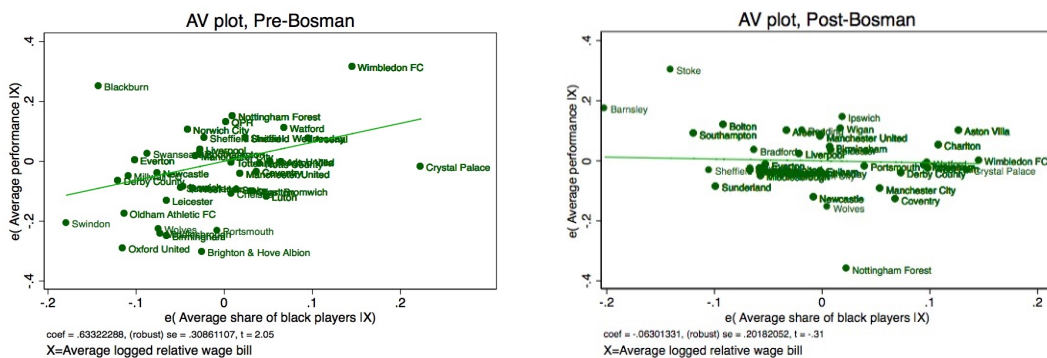 AV plot, Pre-Bosman
e( Average performance |X)
.4
.2
0
-.2
-.4
Wimbledon FC
Blackburn
Nottingham Forest
QPR
Norwich City
Watford
Sheffield
Liverpool
Everton
Crystal Palace
Newcastle
Derby County
Leicester
Luton
Oldham Athletic FC
Swindon
Wolves
Portsmouth
Birmingham
Oxford United
Brighton & Hove Albion
-.2
-.1
0
.1
.2
e( Average share of black players |X)
coef = .63322288, (robust) se = .30861107, t = 2.05
X=Average logged relative wage bill
AV plot, Post-Bosman
e( Average performance |X)
.4
.2
0
-.2
-.4
Stoke
Barnsley
Ipswich
Bolton
Wigan
Southampton
Aston Villa
Manchester United
Birmingham
Charlton
Bradford
Liverpool
Wimbledon FC
Everton
Portsmouth
Crystal Palace
Derby County
Sunderland
Manchester City
Newcastle
Coventry
Wolves
Nottingham Forest
-.2
-.1
0
.1
.2
e( Average share of black players |X)
coef = -.06301331, (robust) se = .20182052, t = -.31
X=Average logged relative wage bill